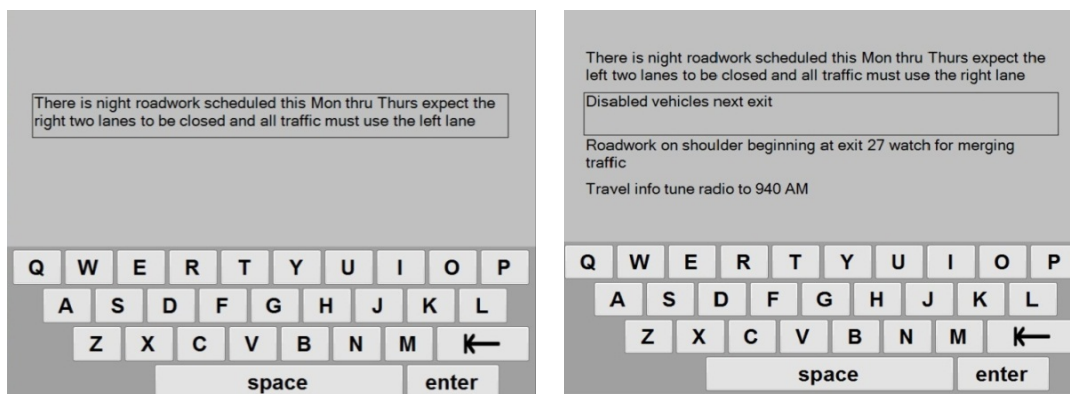 There is night roadwork scheduled this Mon thru Thurs expect the
right two lanes to be closed and all traffic must use the left lane
Q W E R T Y U I O P
A S D F G H J K L
Z X C V B N M
space enter
There is night roadwork scheduled this Mon thru Thurs expect the
left two lanes to be closed and all traffic must use the right lane
Disabled vehicles next exit
Roadwork on shoulder beginning at exit 27 watch for merging
traffic
Travel info tune radio to 940 AM
Q W E R T Y U I O P
A S D F G H J K L
Z X C V B N M
space enter